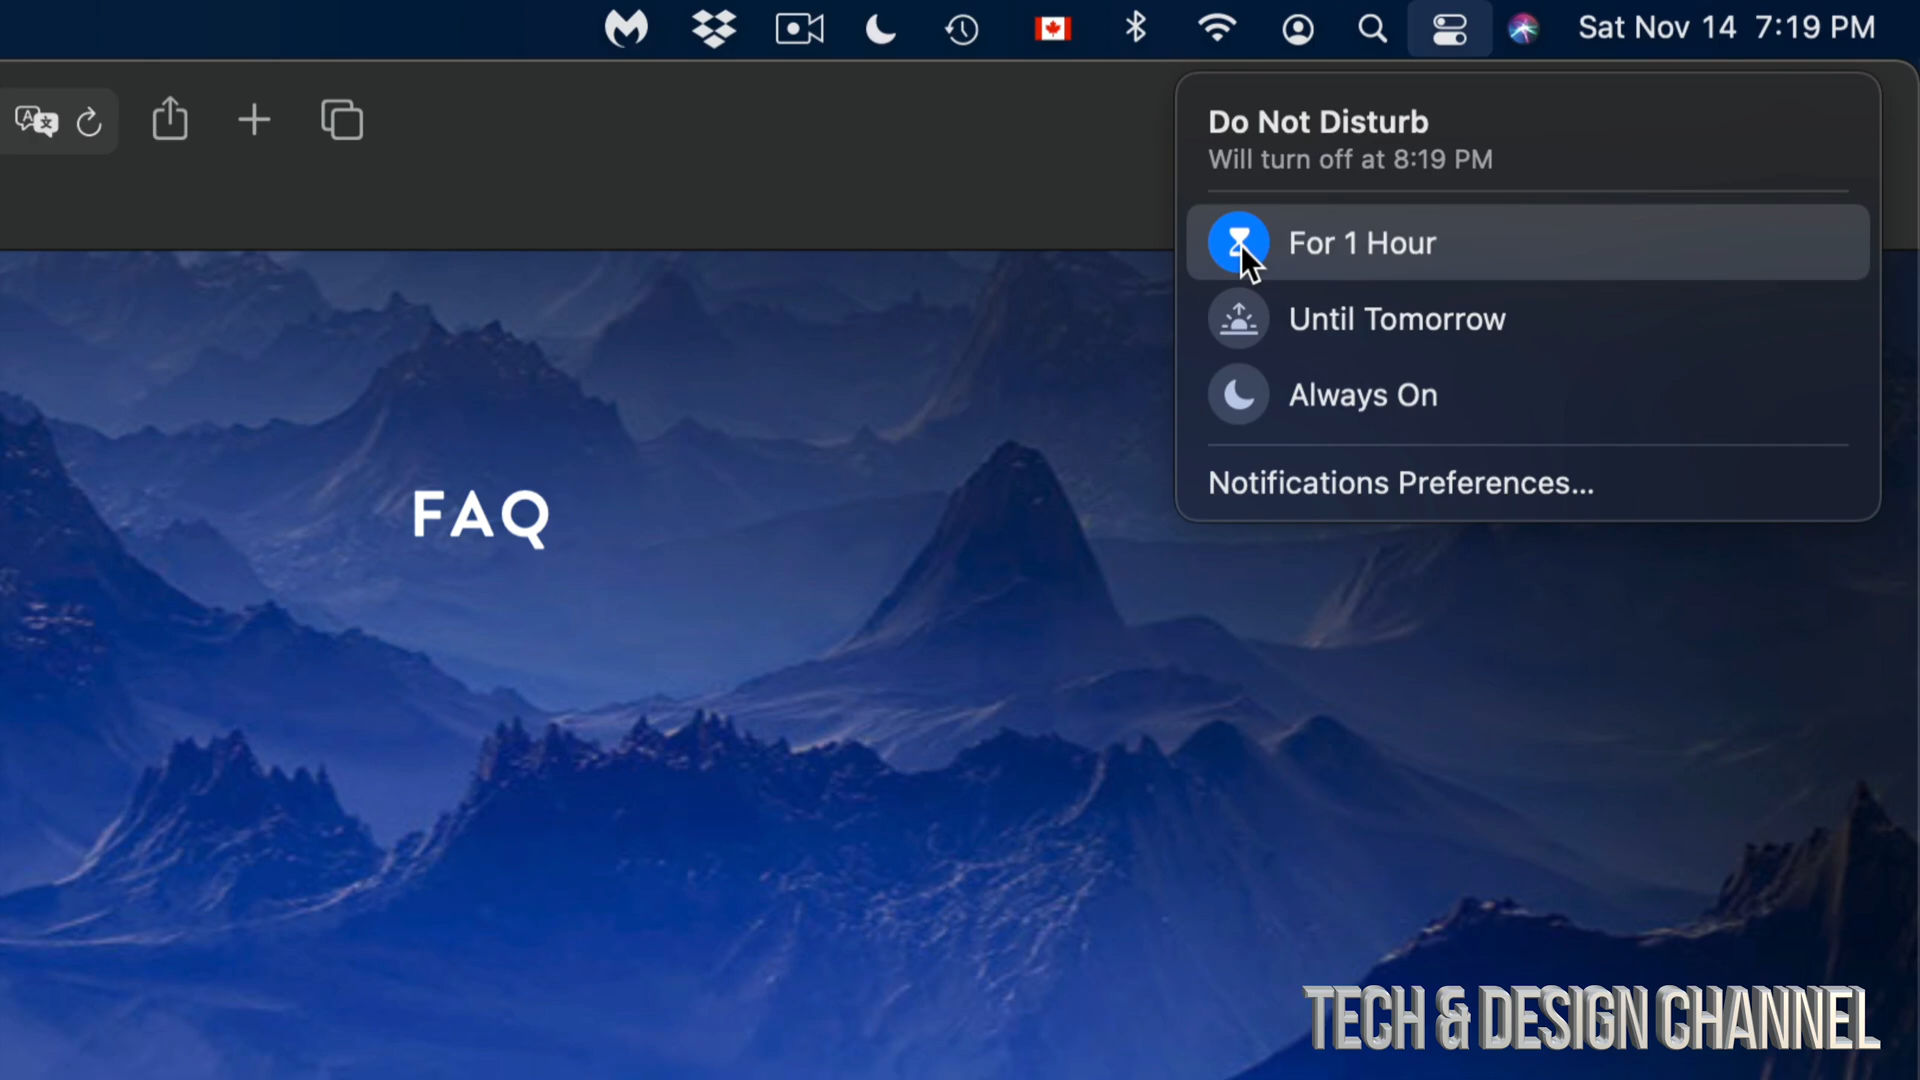 Sat Nov 14 7:19 PM
Do Not Disturb
Will turn off at 8:19 PM
For 1 Hour
Until Tomorrow
Always On
Notifications Preferences...
FAQ
TECH & DESIGN CHANNEL